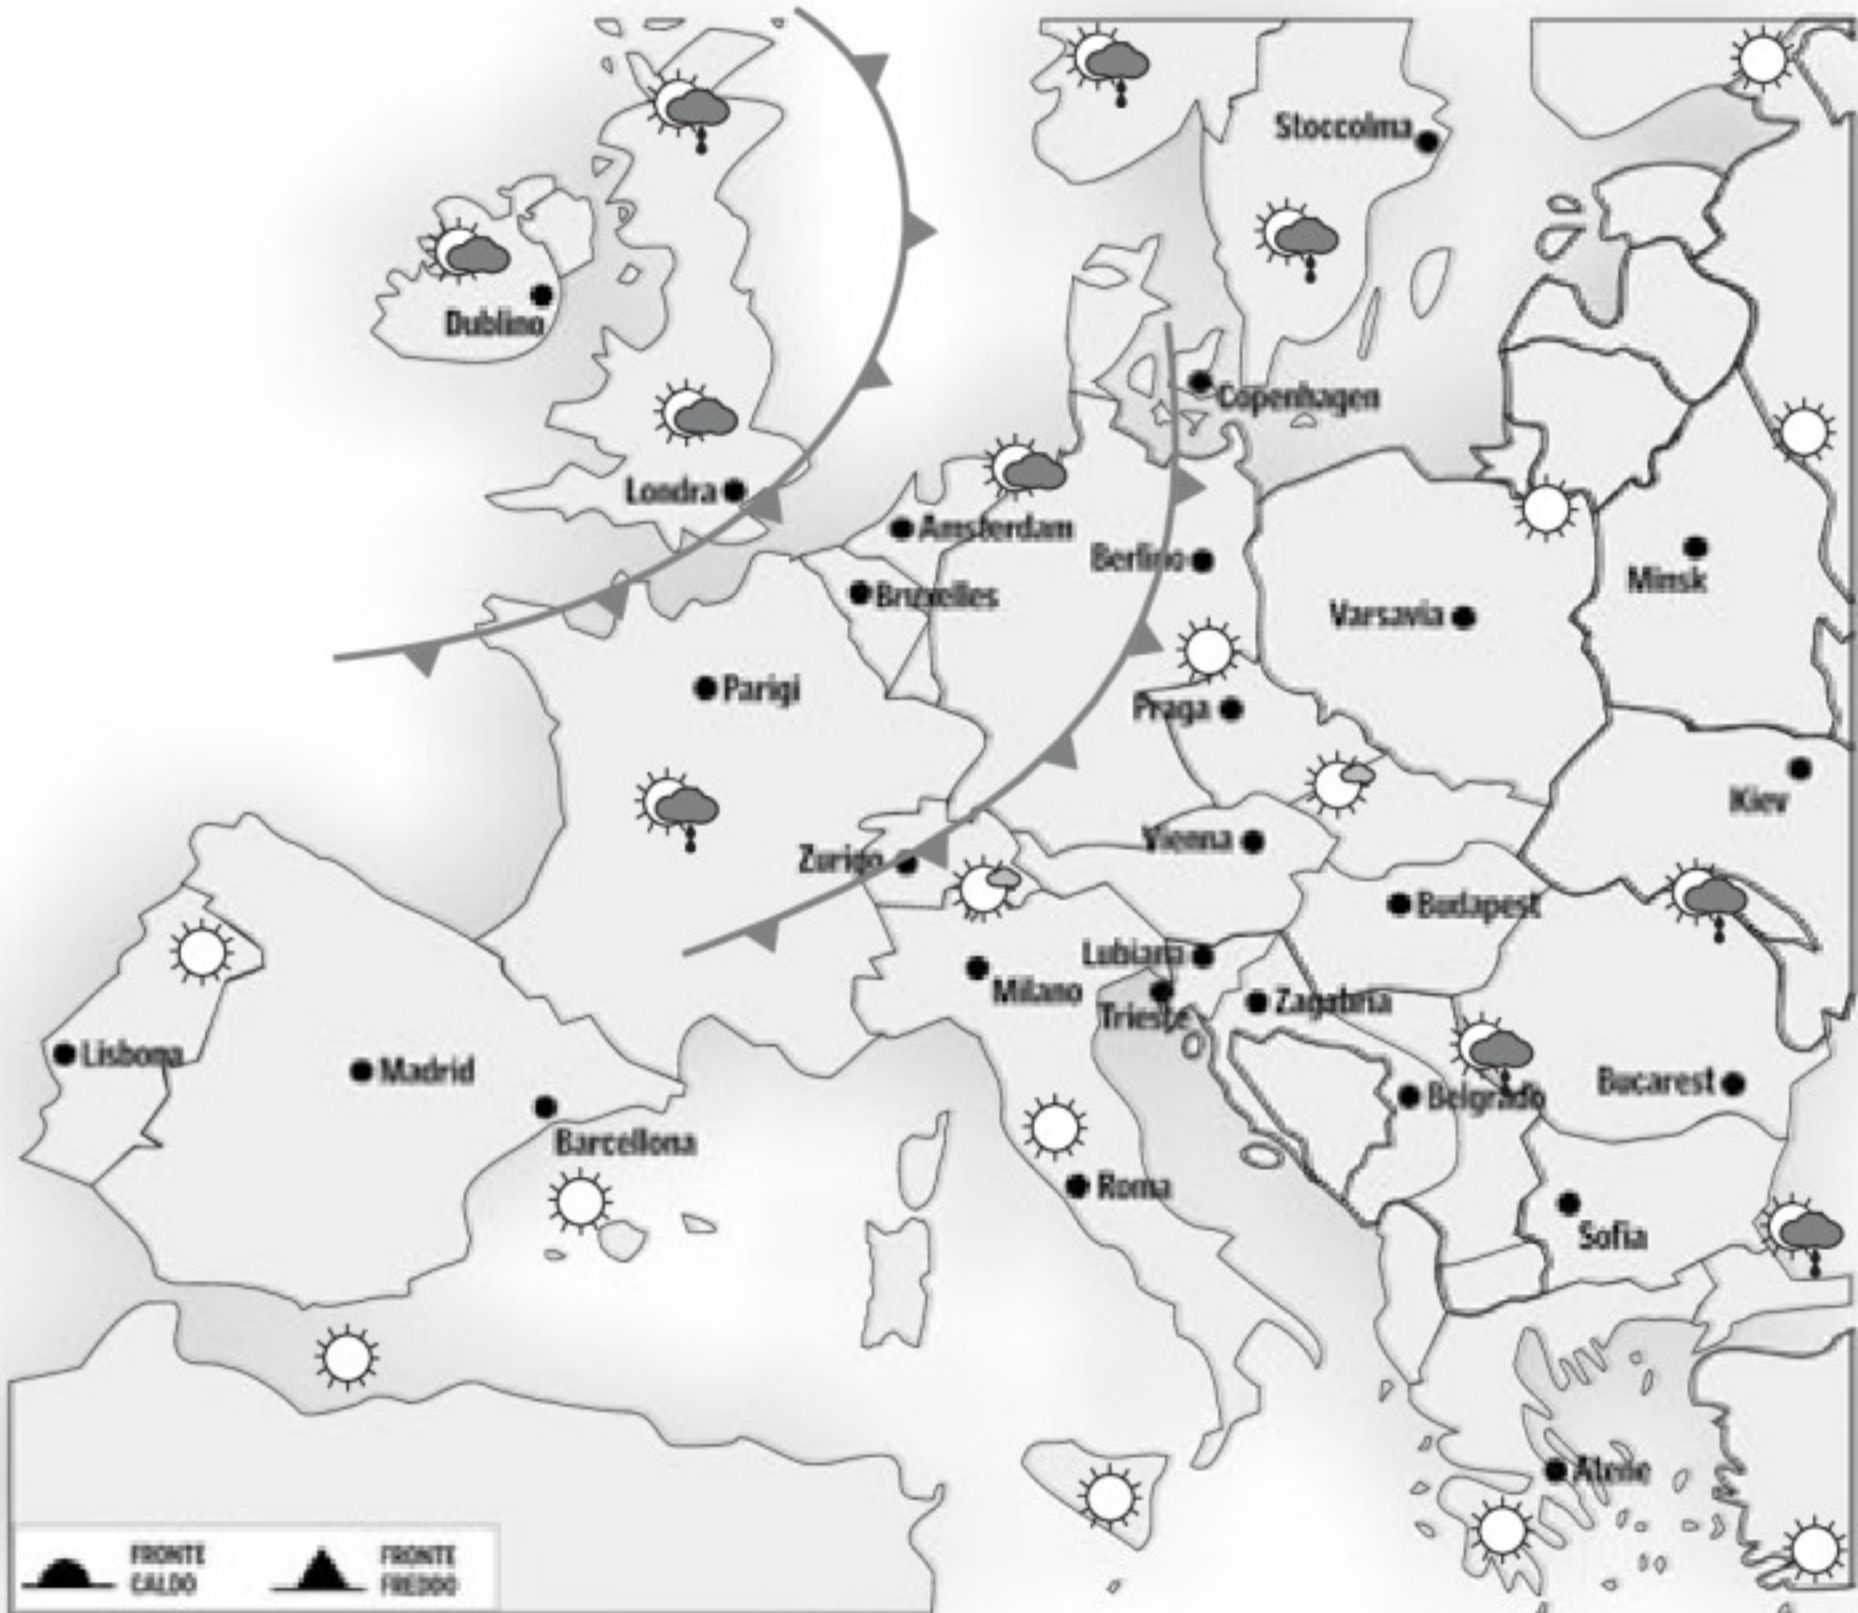 Stoccolma
Dublino
Copenhagen
Londra
Amsterdam
Berlino
Bruxelles
Minsk
Varsavia
Parigi
Praga
Kiev
Vienna
Zurigo
Budapest
Lubiana
Milano
Trieste
Zagabria
Lisbona
Madrid
Bucarest
Belgrado
Barcellona
Roma
Sofia
Atene
FRONTE
CALDO
FRONTE
FREDDO